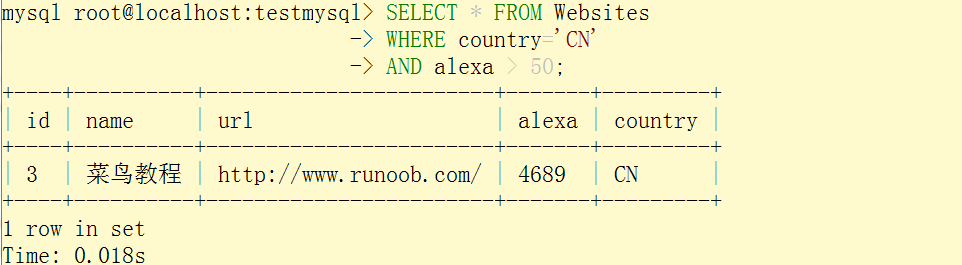 mysql root@localhost:testmysql> SELECT * FROM Websites
-> WHERE country='CN'
-> AND alexa > 50;
+----+----------+------------------------+-------+---------+
| id | name     | url                    | alexa | country |
+----+----------+------------------------+-------+---------+
| 3  | 菜鸟教程 | http://www.runoob.com/ | 4689  | CN      |
+----+----------+------------------------+-------+---------+
1 row in set
Time: 0.018s